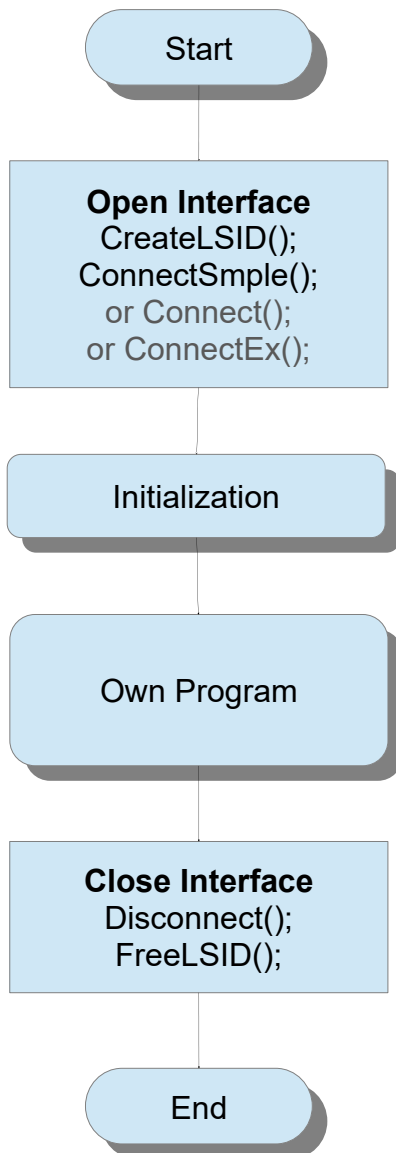 Start
Open Interface
CreateLSID();
ConnectSmple();
or Connect();
or ConnectEx();
Initialization
Own Program
Close Interface
Disconnect();
FreeLSID();
End